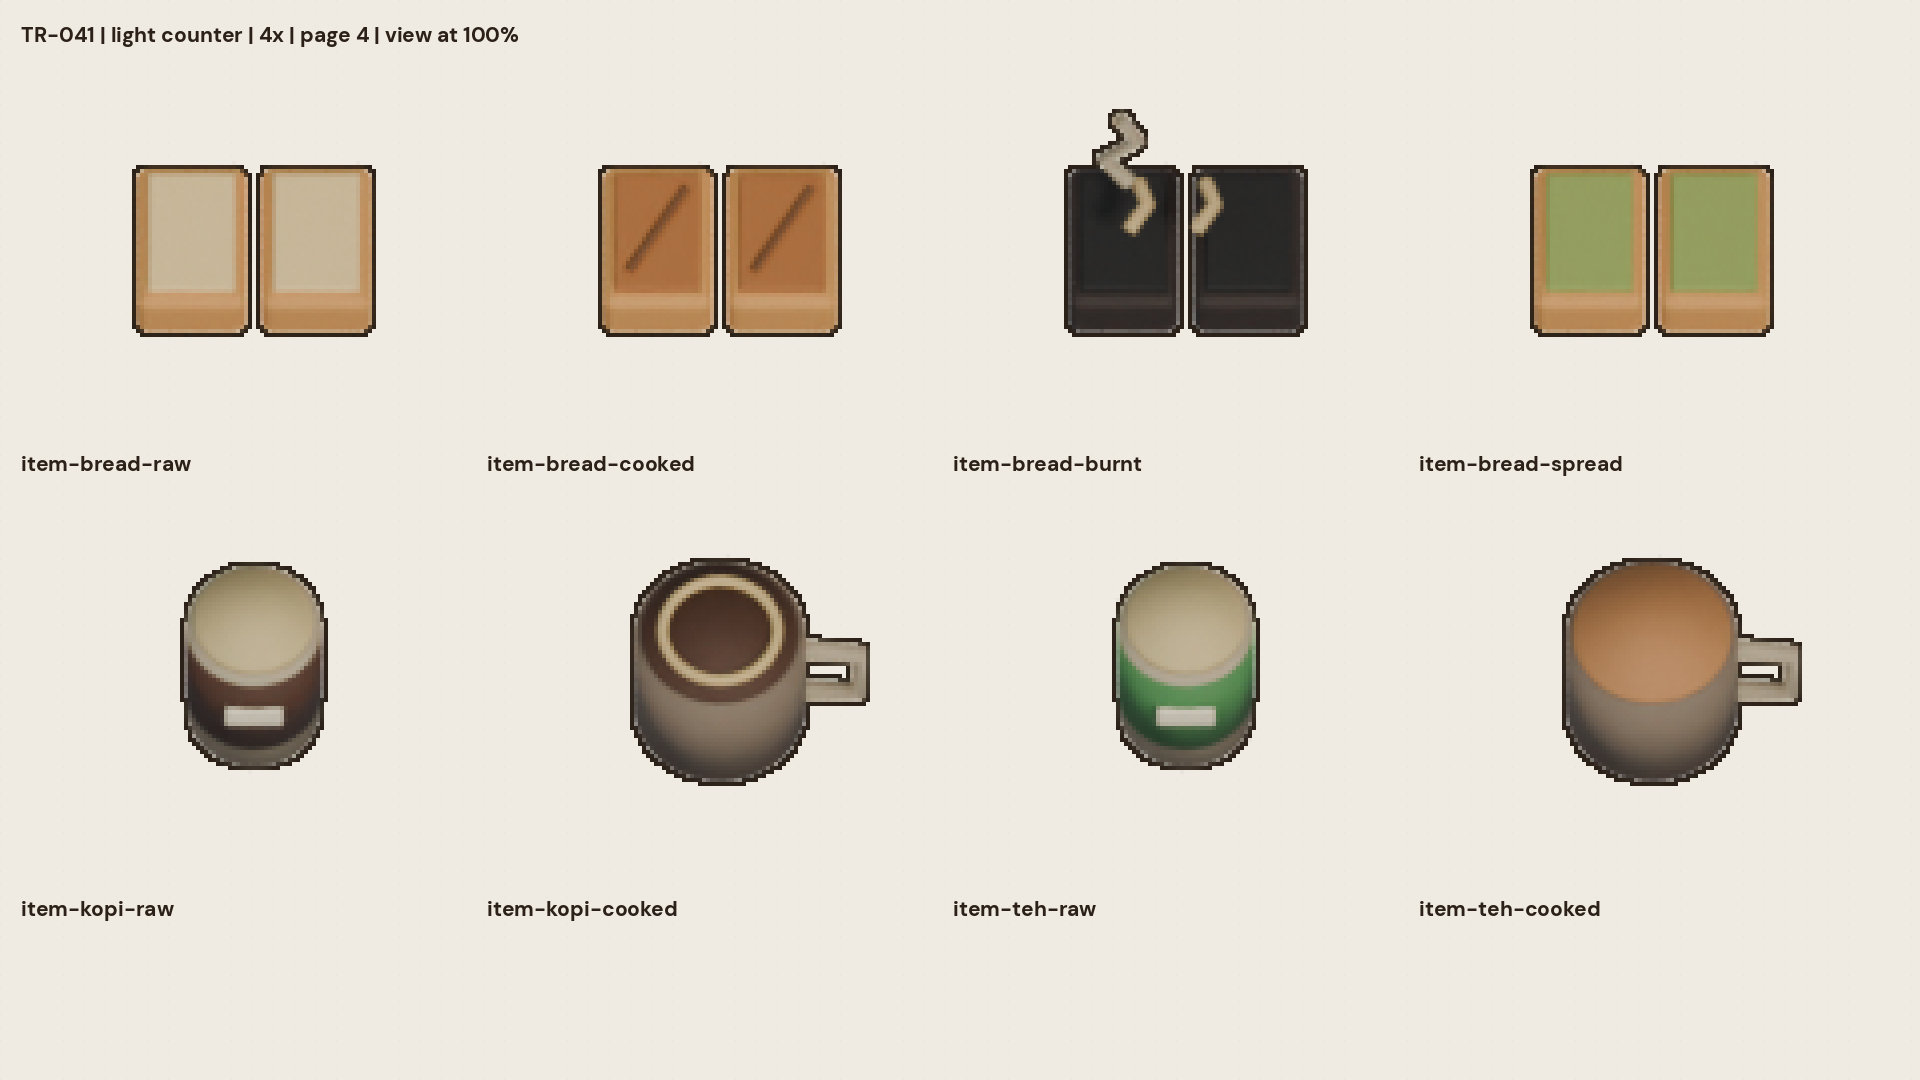 TR-041 | light counter | 4x | page 4 | view at 100%
item-bread-raw
item-bread-cooked
item-bread-burnt
item-bread-spread
item-kopi-raw
item-kopi-cooked
item-teh-raw
item-teh-cooked